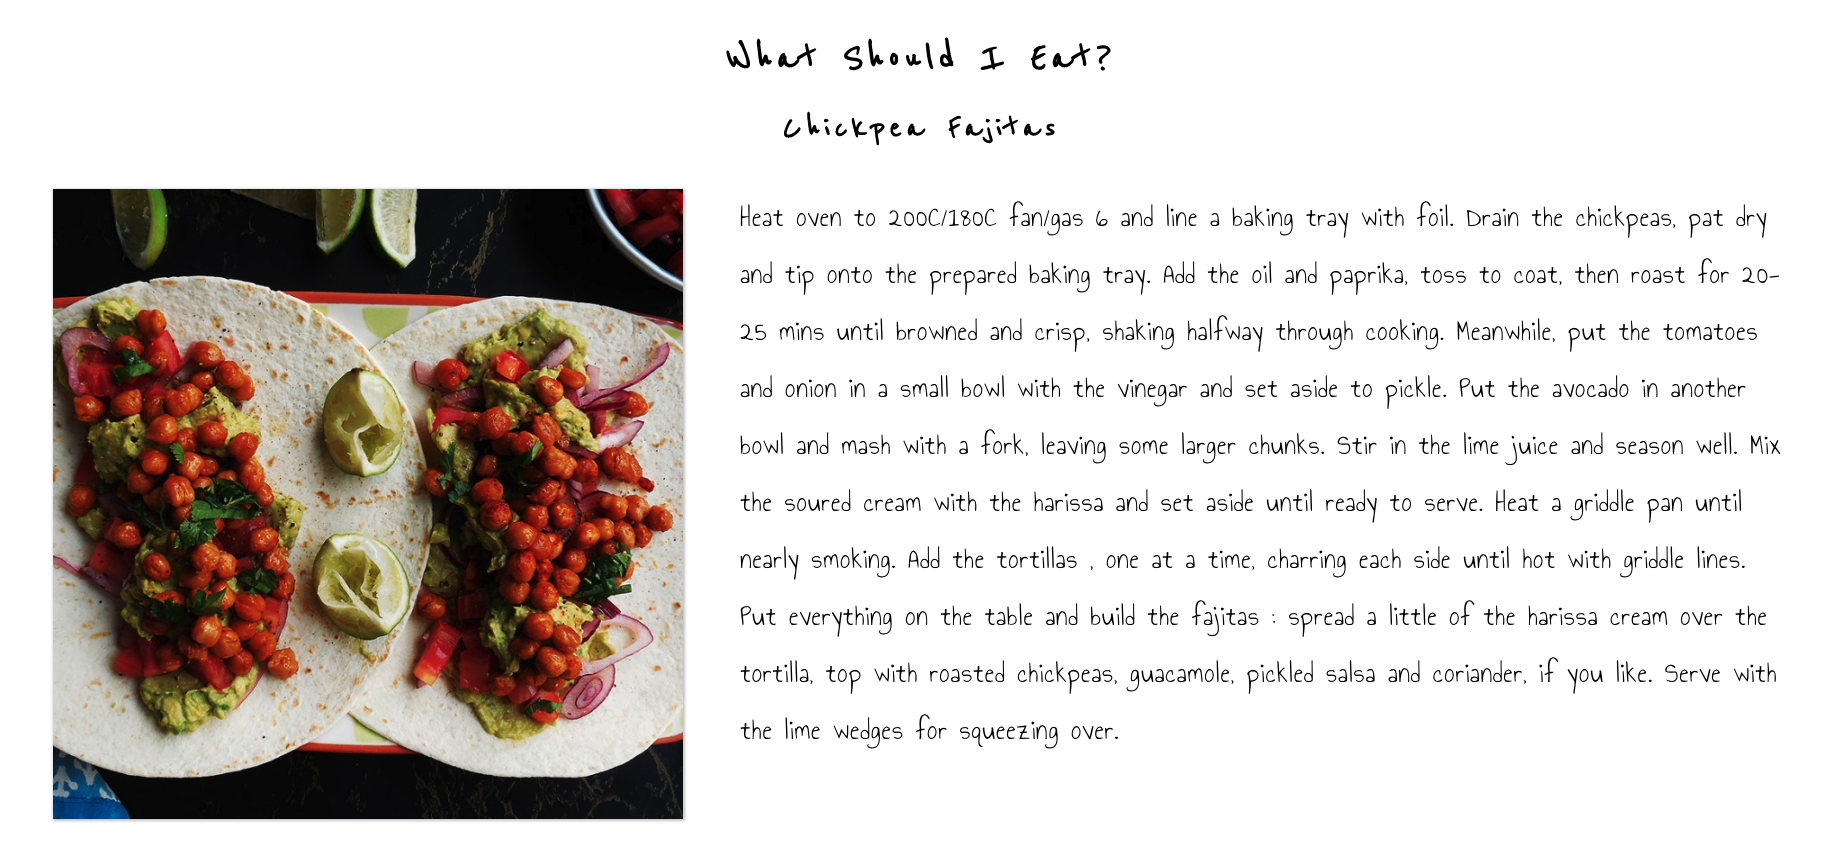 What Should I Eat?
Chickpea Fajitas
Heat oven to 200C/180C fan/gas 6 and line a baking tray with foil. Drain the chickpeas, pat dry
and tip onto the prepared baking tray. Add the oil and paprika, toss to coat, then roast for 20-
25 mins until browned and crisp, shaking halfway through cooking. Meanwhile, put the tomatoes
and onion in a small bowl with the vinegar and set aside to pickle. Put the avocado in another
bowl and mash with a fork, leaving some larger chunks. Stir in the lime juice and season well. Mix
the soured cream with the harissa and set aside until ready to serve. Heat a griddle pan until
nearly smoking. Add the tortillas , one at a time, charring each side until hot with griddle lines.
Put everything on the table and build the fajitas : spread a little of the harissa cream over the
tortilla, top with roasted chickpeas, guacamole, pickled salsa and coriander, if you like. Serve with
the lime wedges for squeezing over.